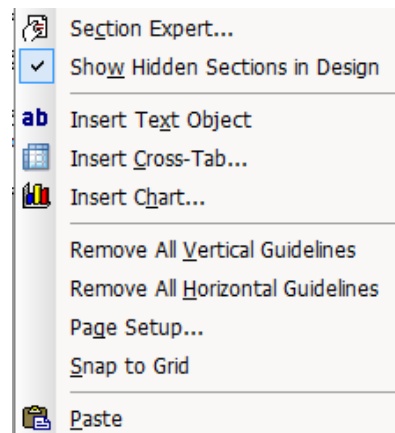 Section Expert...
Show Hidden Sections in Design
ab Insert Text Object
Insert Cross-Tab...
Insert Chart...
Remove All Vertical Guidelines
Remove All Horizontal Guidelines
Page Setup...
Snap to Grid
Paste